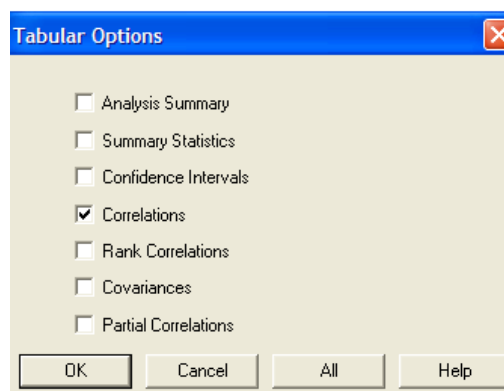 Tabular Options
Analysis Summary
Summary Statistics
Confidence Intervals
Correlations
Rank Correlations
Covariances
Partial Correlations
OK Cancel All Help